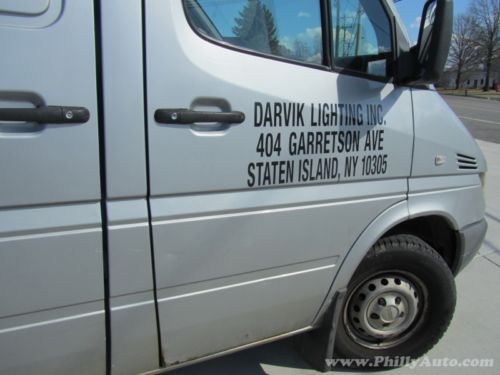 DARVIK LIGHTING INC.
404 GARRETSON AVE
STATEN ISLAND, NY 10305
www.PhillyAuto.com